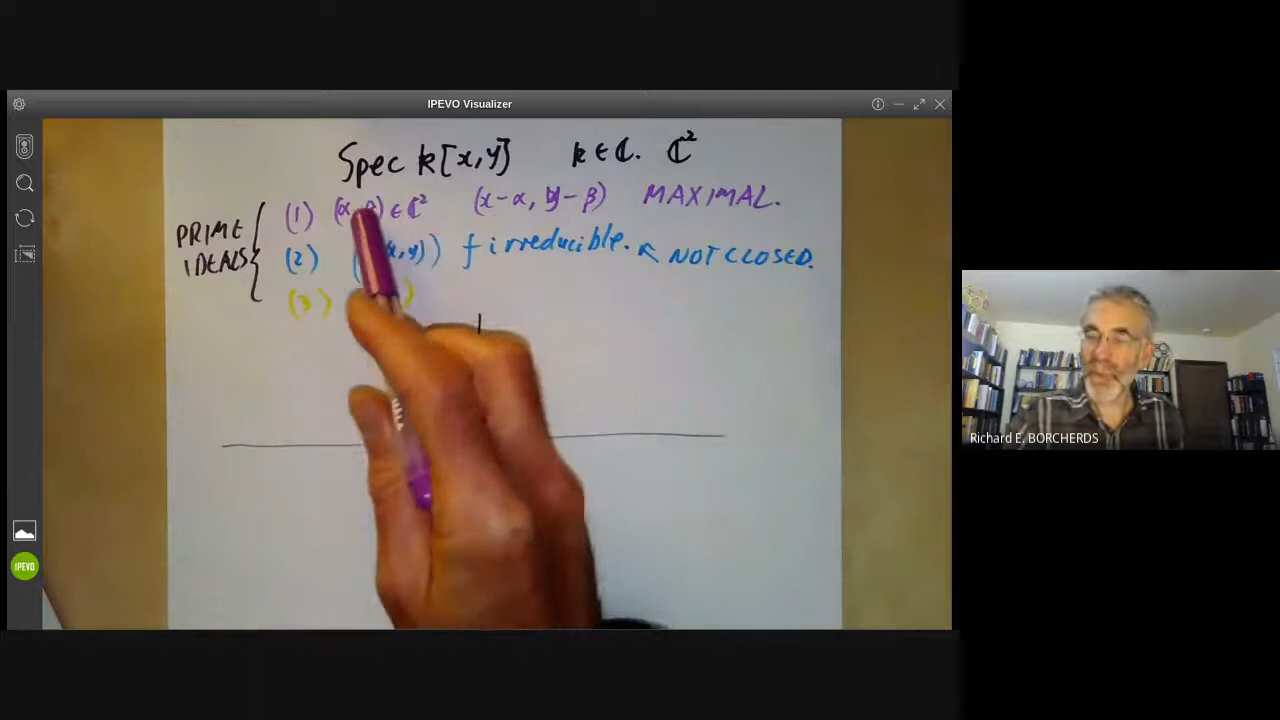 IPEVO Visualizer
Spec k[x,y] k∈ℂ. ℂ²
PRIME IDEALS
(1) (α, β) ∈ ℂ² (x-α, y-β) MAXIMAL.
(2) ( x,y)) f irreducible. ↖ NOT CLOSED.
(3) )
Richard E. BORCHERDS
IPEVO